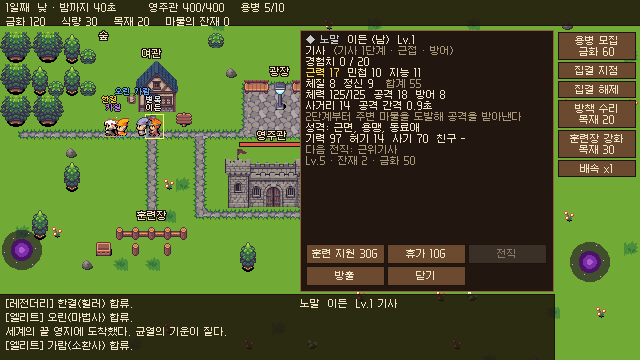 1일째 낮 · 밤까지 40초 영주관 400/400 용병 5/10
금화 120 식량 30 목재 20 마물의 잔재 0
숲
여관
광장
오린 가람
한결
벌목
이든
영주관
훈련장
◆ 노말 이든 (남) Lv.1
기사 (기사 1단계 · 근접 · 방어)
경험치 0 / 20
근력 17 민첩 10 지능 11
체질 8 정신 9 합계 55
체력 125/125 공격 18 방어 8
사거리 14 공격 간격 0.9초
2단계부터 주변 마물을 도발해 공격을 받아낸다
성격: 근면, 용맹, 동료애
기력 97 허기 14 사기 70 친구 -
다음 전직: 근위기사
Lv.5 · 잔재 2 · 금화 50
훈련 지원 30G
휴가 10G
전직
방출
닫기
용병 모집
금화 60
집결 지점
집결 해제
방책 수리
목재 20
훈련장 강화
목재 30
배속 x1
[레전더리] 한결(힐러) 합류.
[엘리트] 오린(마법사) 합류.
세계의 끝 영지에 도착했다. 균열의 기운이 짙다.
[엘리트] 가람(소환사) 합류.
노말 이든 Lv.1 기사